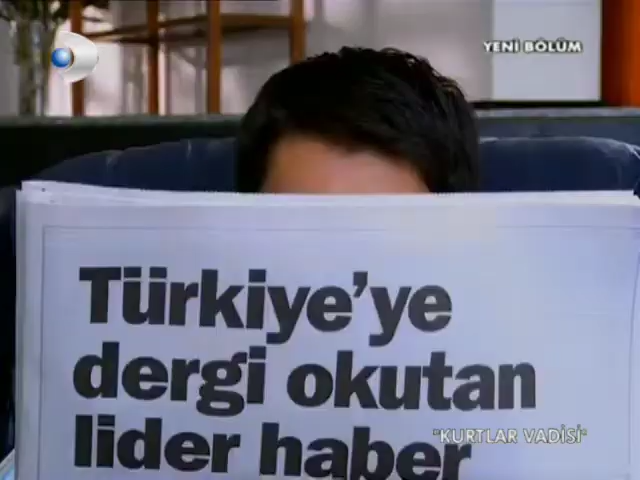 YENİ BÖLÜM
Türkiye'ye
dergi okutan
lider haber
"KURTLAR VADİSİ"